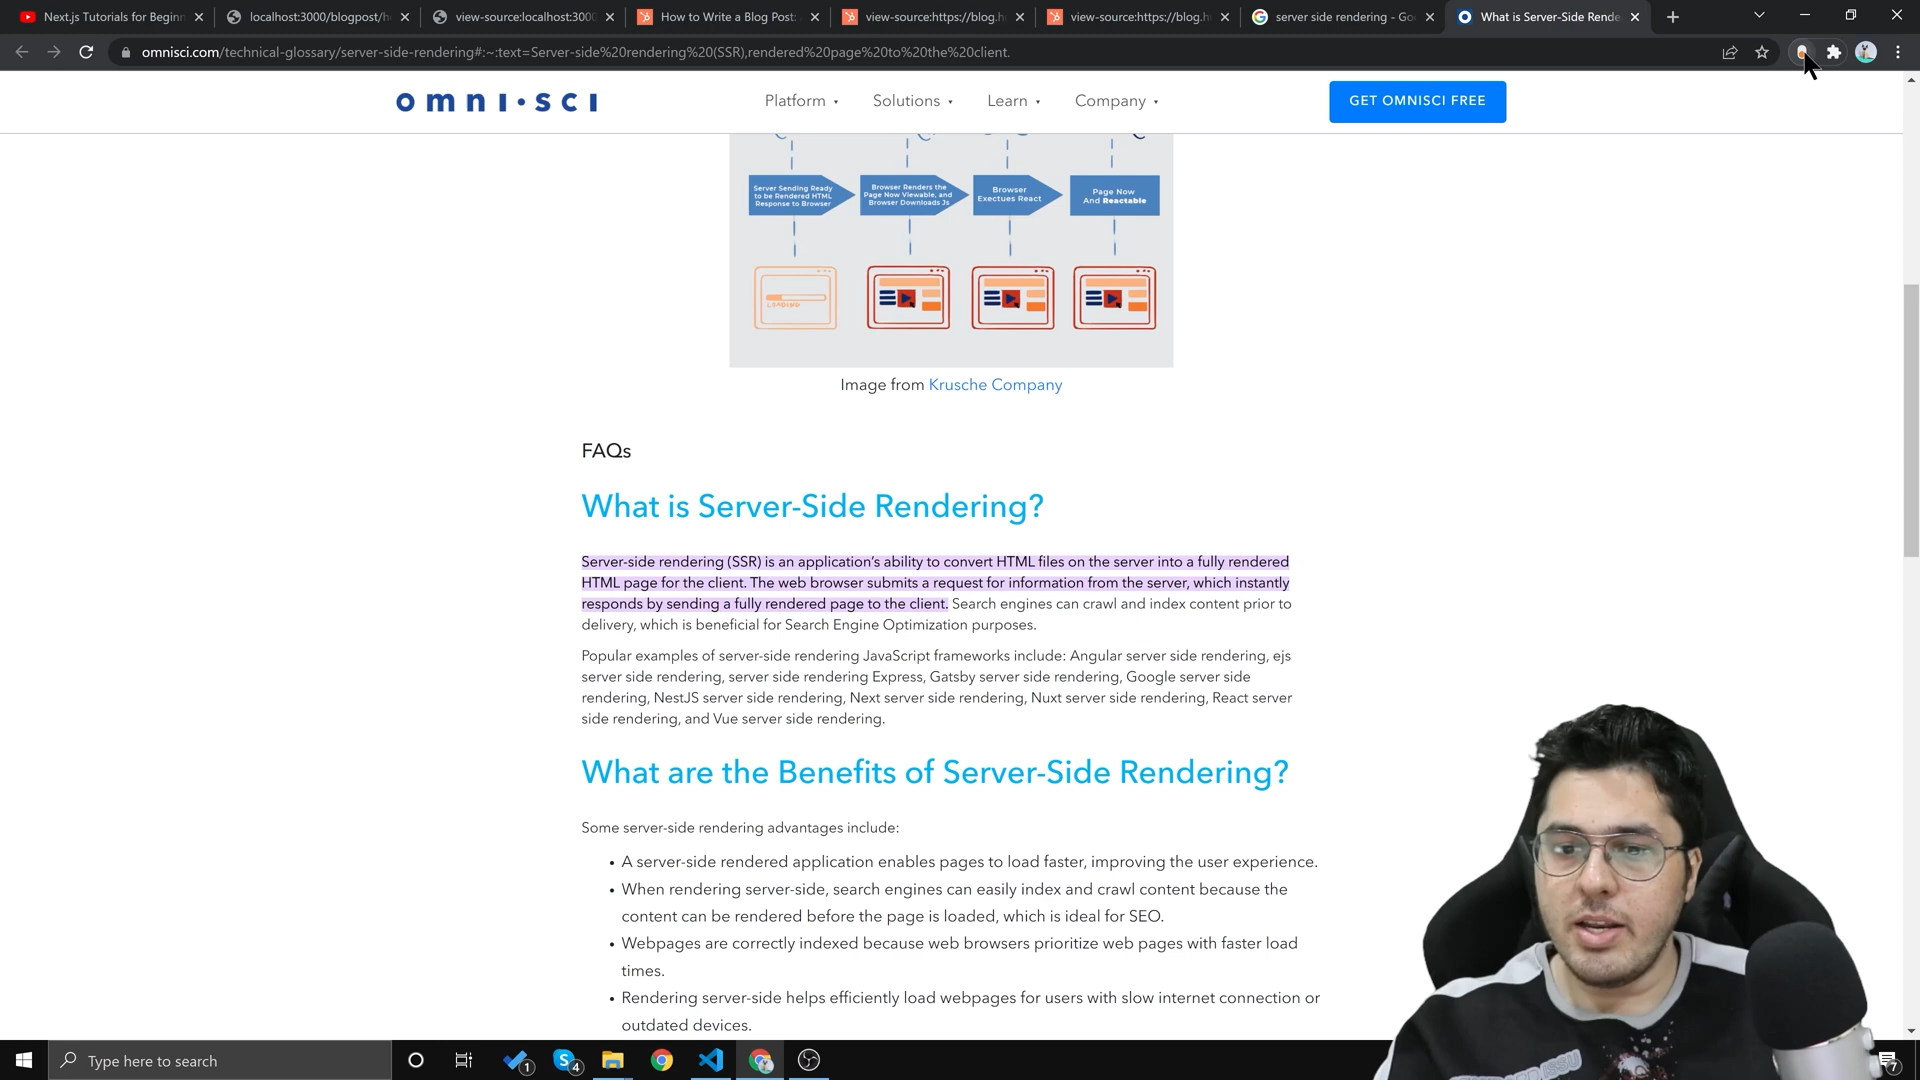 Next.js Tutorials for Beginn
localhost:3000/blogpost/h
view-source:localhost:3000
How to Write a Blog Post:
view-source:https://blog.h
view-source:https://blog.h
server side rendering - Go
What is Server-Side Rende
omnisci.com/technical-glossary/server-side-rendering#:~:text=Server-side%20rendering%20(SSR),rendered%20page%20to%20the%20client.
OMNI•SCI
Platform
Solutions
Learn
Company
GET OMNISCI FREE
Server Sending Ready
to be Rendered HTML
Response to Browser
Browser Renders the
Page Now Viewable, and
Browser Downloads Js
Browser
Exectues React
Page Now
And Reactable
LOADING
Image from Krusche Company
FAQs
What is Server-Side Rendering?
Server-side rendering (SSR) is an application’s ability to convert HTML files on the server into a fully rendered
HTML page for the client. The web browser submits a request for information from the server, which instantly
responds by sending a fully rendered page to the client. Search engines can crawl and index content prior to
delivery, which is beneficial for Search Engine Optimization purposes.
Popular examples of server-side rendering JavaScript frameworks include: Angular server side rendering, ejs
server side rendering, server side rendering Express, Gatsby server side rendering, Google server side
rendering, NestJS server side rendering, Next server side rendering, Nuxt server side rendering, React server
side rendering, and Vue server side rendering.
What are the Benefits of Server-Side Rendering?
Some server-side rendering advantages include:
• A server-side rendered application enables pages to load faster, improving the user experience.
• When rendering server-side, search engines can easily index and crawl content because the
content can be rendered before the page is loaded, which is ideal for SEO.
• Webpages are correctly indexed because web browsers prioritize web pages with faster load
times.
• Rendering server-side helps efficiently load webpages for users with slow internet connection or
outdated devices.
Type here to search
1
4
7